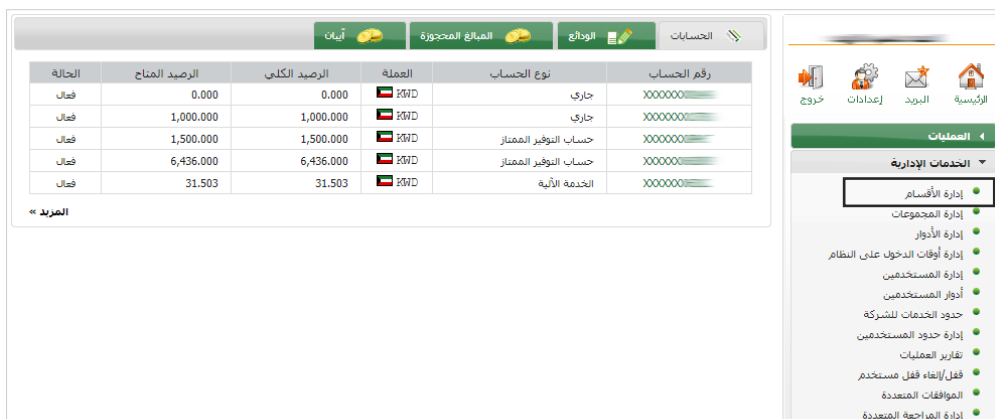 الحسابات
الودائع
المبالغ المحجوزة
آيبان
رقم الحساب نوع الحساب العملة الرصيد الكلي الرصيد المتاح الحالة
XXXXXXX جاري KWD 0.000 0.000 فعال
XXXXXXX جاري KWD 1,000.000 1,000.000 فعال
XXXXXXX حساب التوفير الممتاز KWD 1,500.000 1,500.000 فعال
XXXXXXX حساب التوفير الممتاز KWD 6,436.000 6,436.000 فعال
XXXXXXX الخدمة الآلية KWD 31.503 31.503 فعال
المزيد »
الرئيسية
البريد
إعدادات
خروج
العمليات
الخدمات الإدارية
إدارة الأقسام
إدارة المجموعات
إدارة الأدوار
إدارة أوقات الدخول على النظام
إدارة المستخدمين
أدوار المستخدمين
حدود الخدمات للشركة
إدارة حدود المستخدمين
تقارير العمليات
قفل/إلغاء قفل مستخدم
الموافقات المتعددة
إدارة المراجعة المتعددة